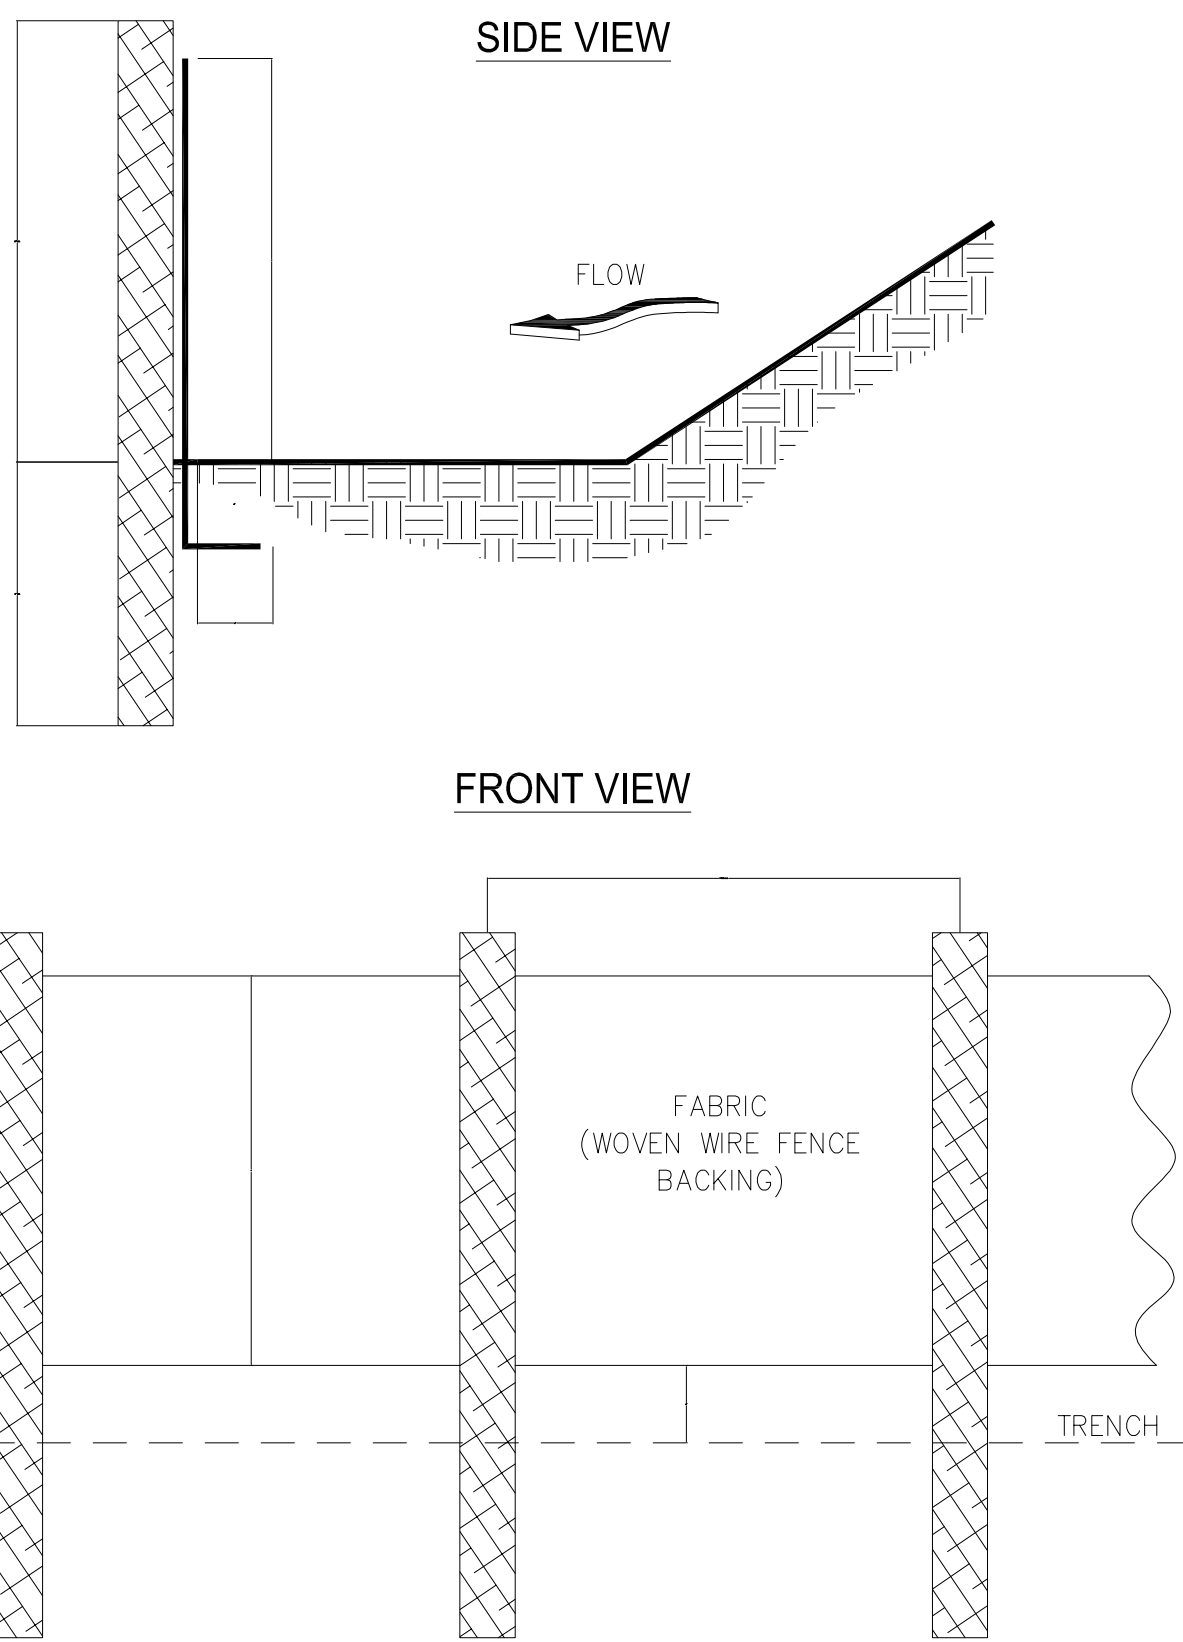 SIDE VIEW
FLOW
FRONT VIEW
FABRIC
(WOVEN WIRE FENCE
BACKING)
TRENCH